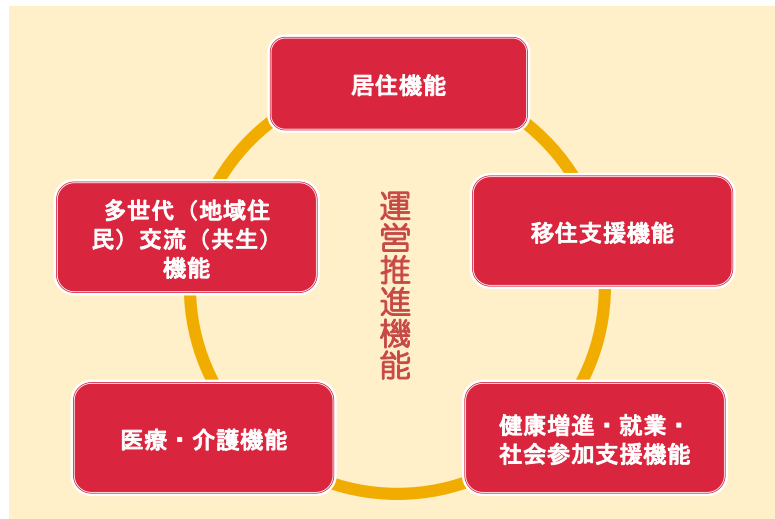 居住機能
移住支援機能
健康増進・就業・
社会参加支援機能
医療・介護機能
多世代（地域住
民）交流（共生）
機能
運営推進機能